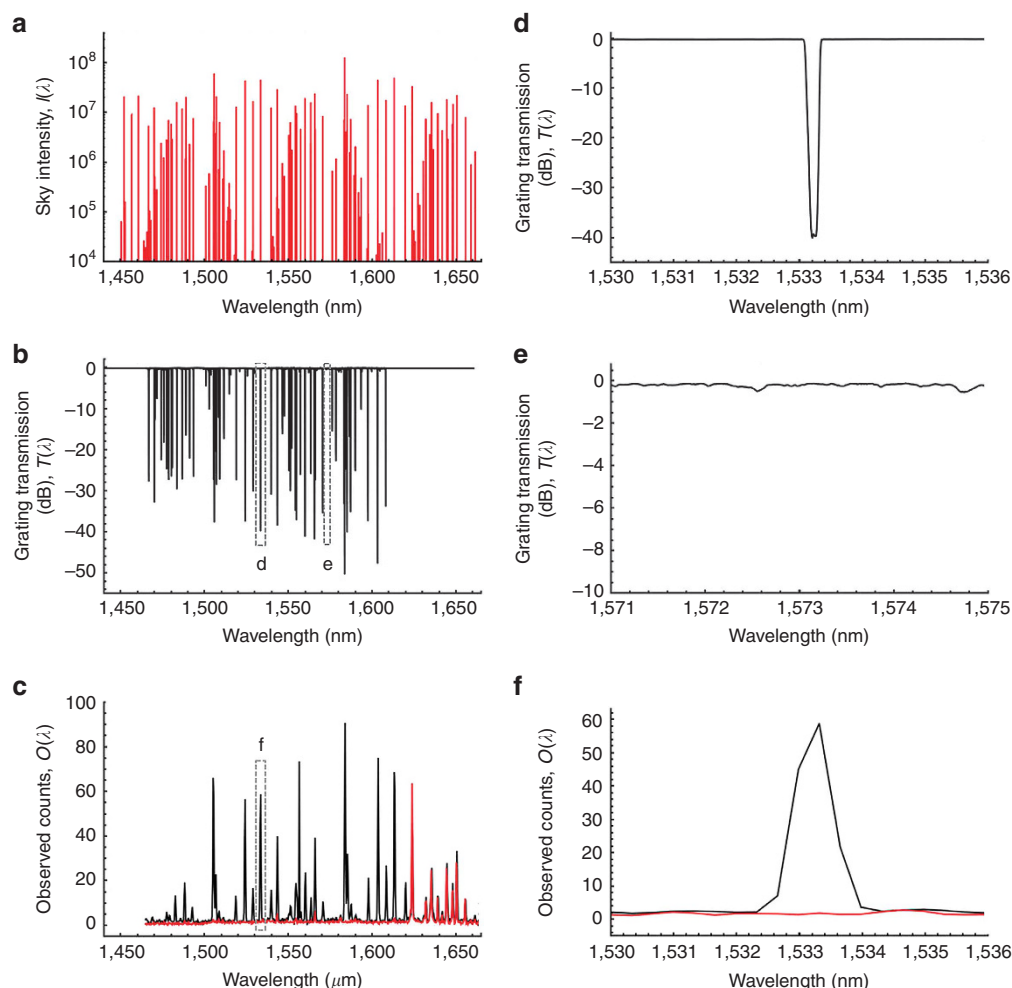 a
Sky intensity, I(λ)
10⁸
10⁷
10⁶
10⁵
10⁴
1,450 1,500 1,550 1,600 1,650
Wavelength (nm)
b
Grating transmission
(dB), T(λ)
0
−10
−20
−30
−40
−50
d e
1,450 1,500 1,550 1,600 1,650
Wavelength (nm)
c
Observed counts, O(λ)
100
80
60
40
20
0
f
1,450 1,500 1,550 1,600 1,650
Wavelength (μm)
d
Grating transmission
(dB), T(λ)
0
−10
−20
−30
−40
1,530 1,531 1,532 1,533 1,534 1,535 1,536
Wavelength (nm)
e
Grating transmission
(dB), T(λ)
0
−2
−4
−6
−8
−10
1,571 1,572 1,573 1,574 1,575
Wavelength (nm)
f
Observed counts, O(λ)
60
50
40
30
20
10
0
1,530 1,531 1,532 1,533 1,534 1,535 1,536
Wavelength (nm)